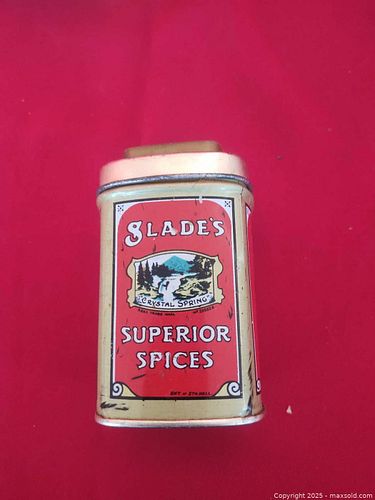 SLADE'S
CRYSTAL SPRING
SUPERIOR
SPICES
Copyright 2025 - maxsold.com